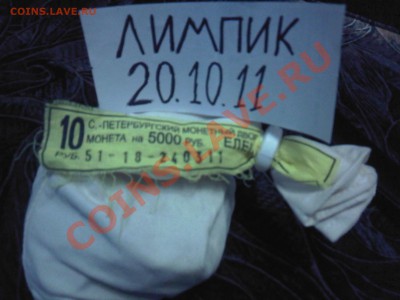 COINS.LAVE.RU
ЛИМПИК
20.10.11
10 С.-ПЕТЕРБУРГСКИЙ МОНЕТНЫЙ ДВОР
МОНЕТА НА 5000 РУБ.
РУБ. 51-18-240311
COINS.LAVE.RU